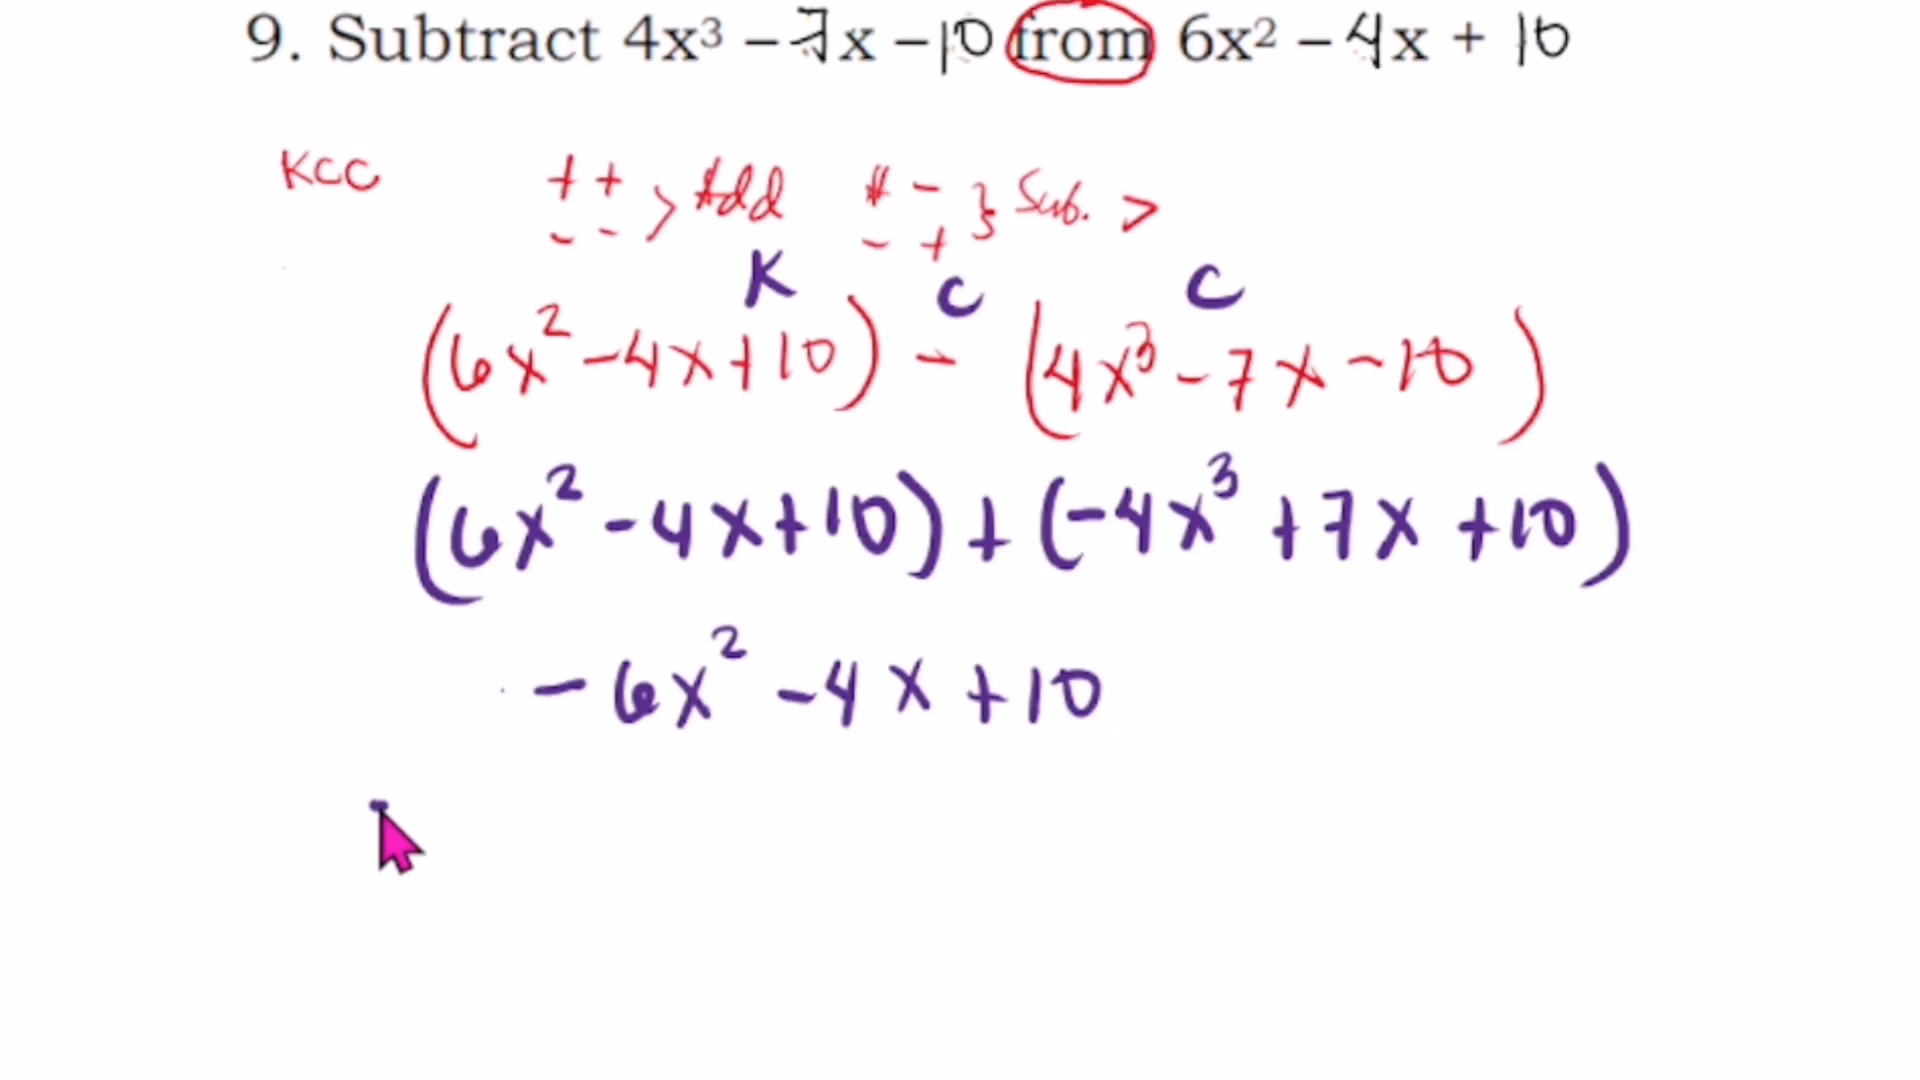 9. Subtract 4x³ – 7x – 10 from 6x² – 4x + 10
KCC + + > Add + - } Sub. >
- - - +
K C C
(6x² - 4x + 10) - (4x³ - 7x - 10)
(6x² - 4x + 10) + (-4x³ + 7x + 10)
- 6x² - 4x + 10